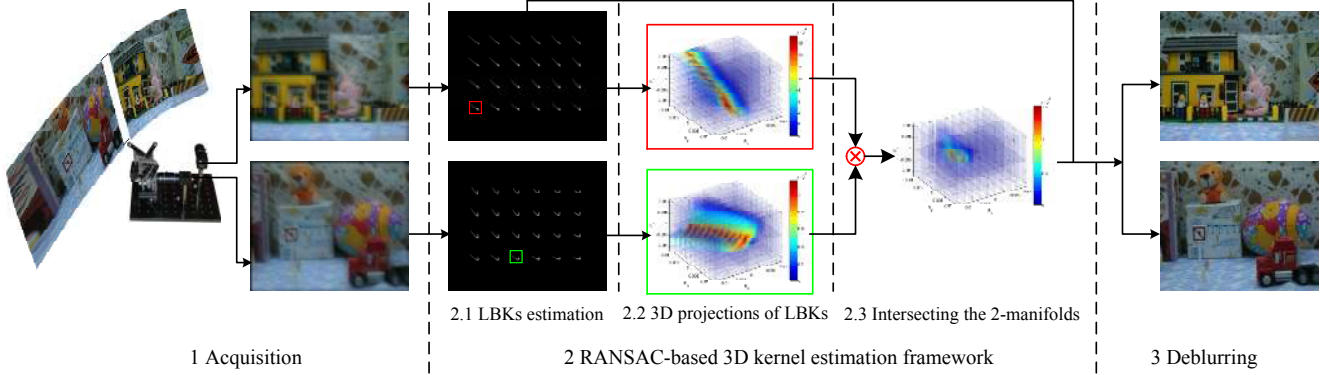 2.1 LBKs estimation
2.2 3D projections of LBKs
2.3 Intersecting the 2-manifolds
1 Acquisition
2 RANSAC-based 3D kernel estimation framework
3 Deblurring